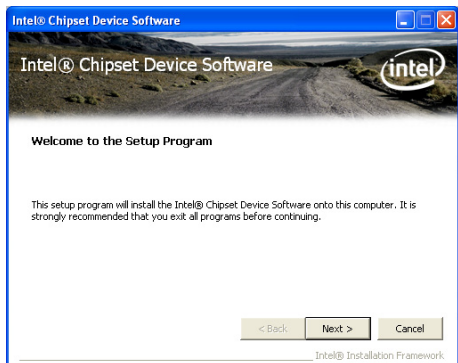 Intel® Chipset Device Software
Intel® Chipset Device Software
intel
Welcome to the Setup Program
This setup program will install the Intel® Chipset Device Software onto this computer. It is
strongly recommended that you exit all programs before continuing.
< Back
Next >
Cancel
Intel® Installation Framework